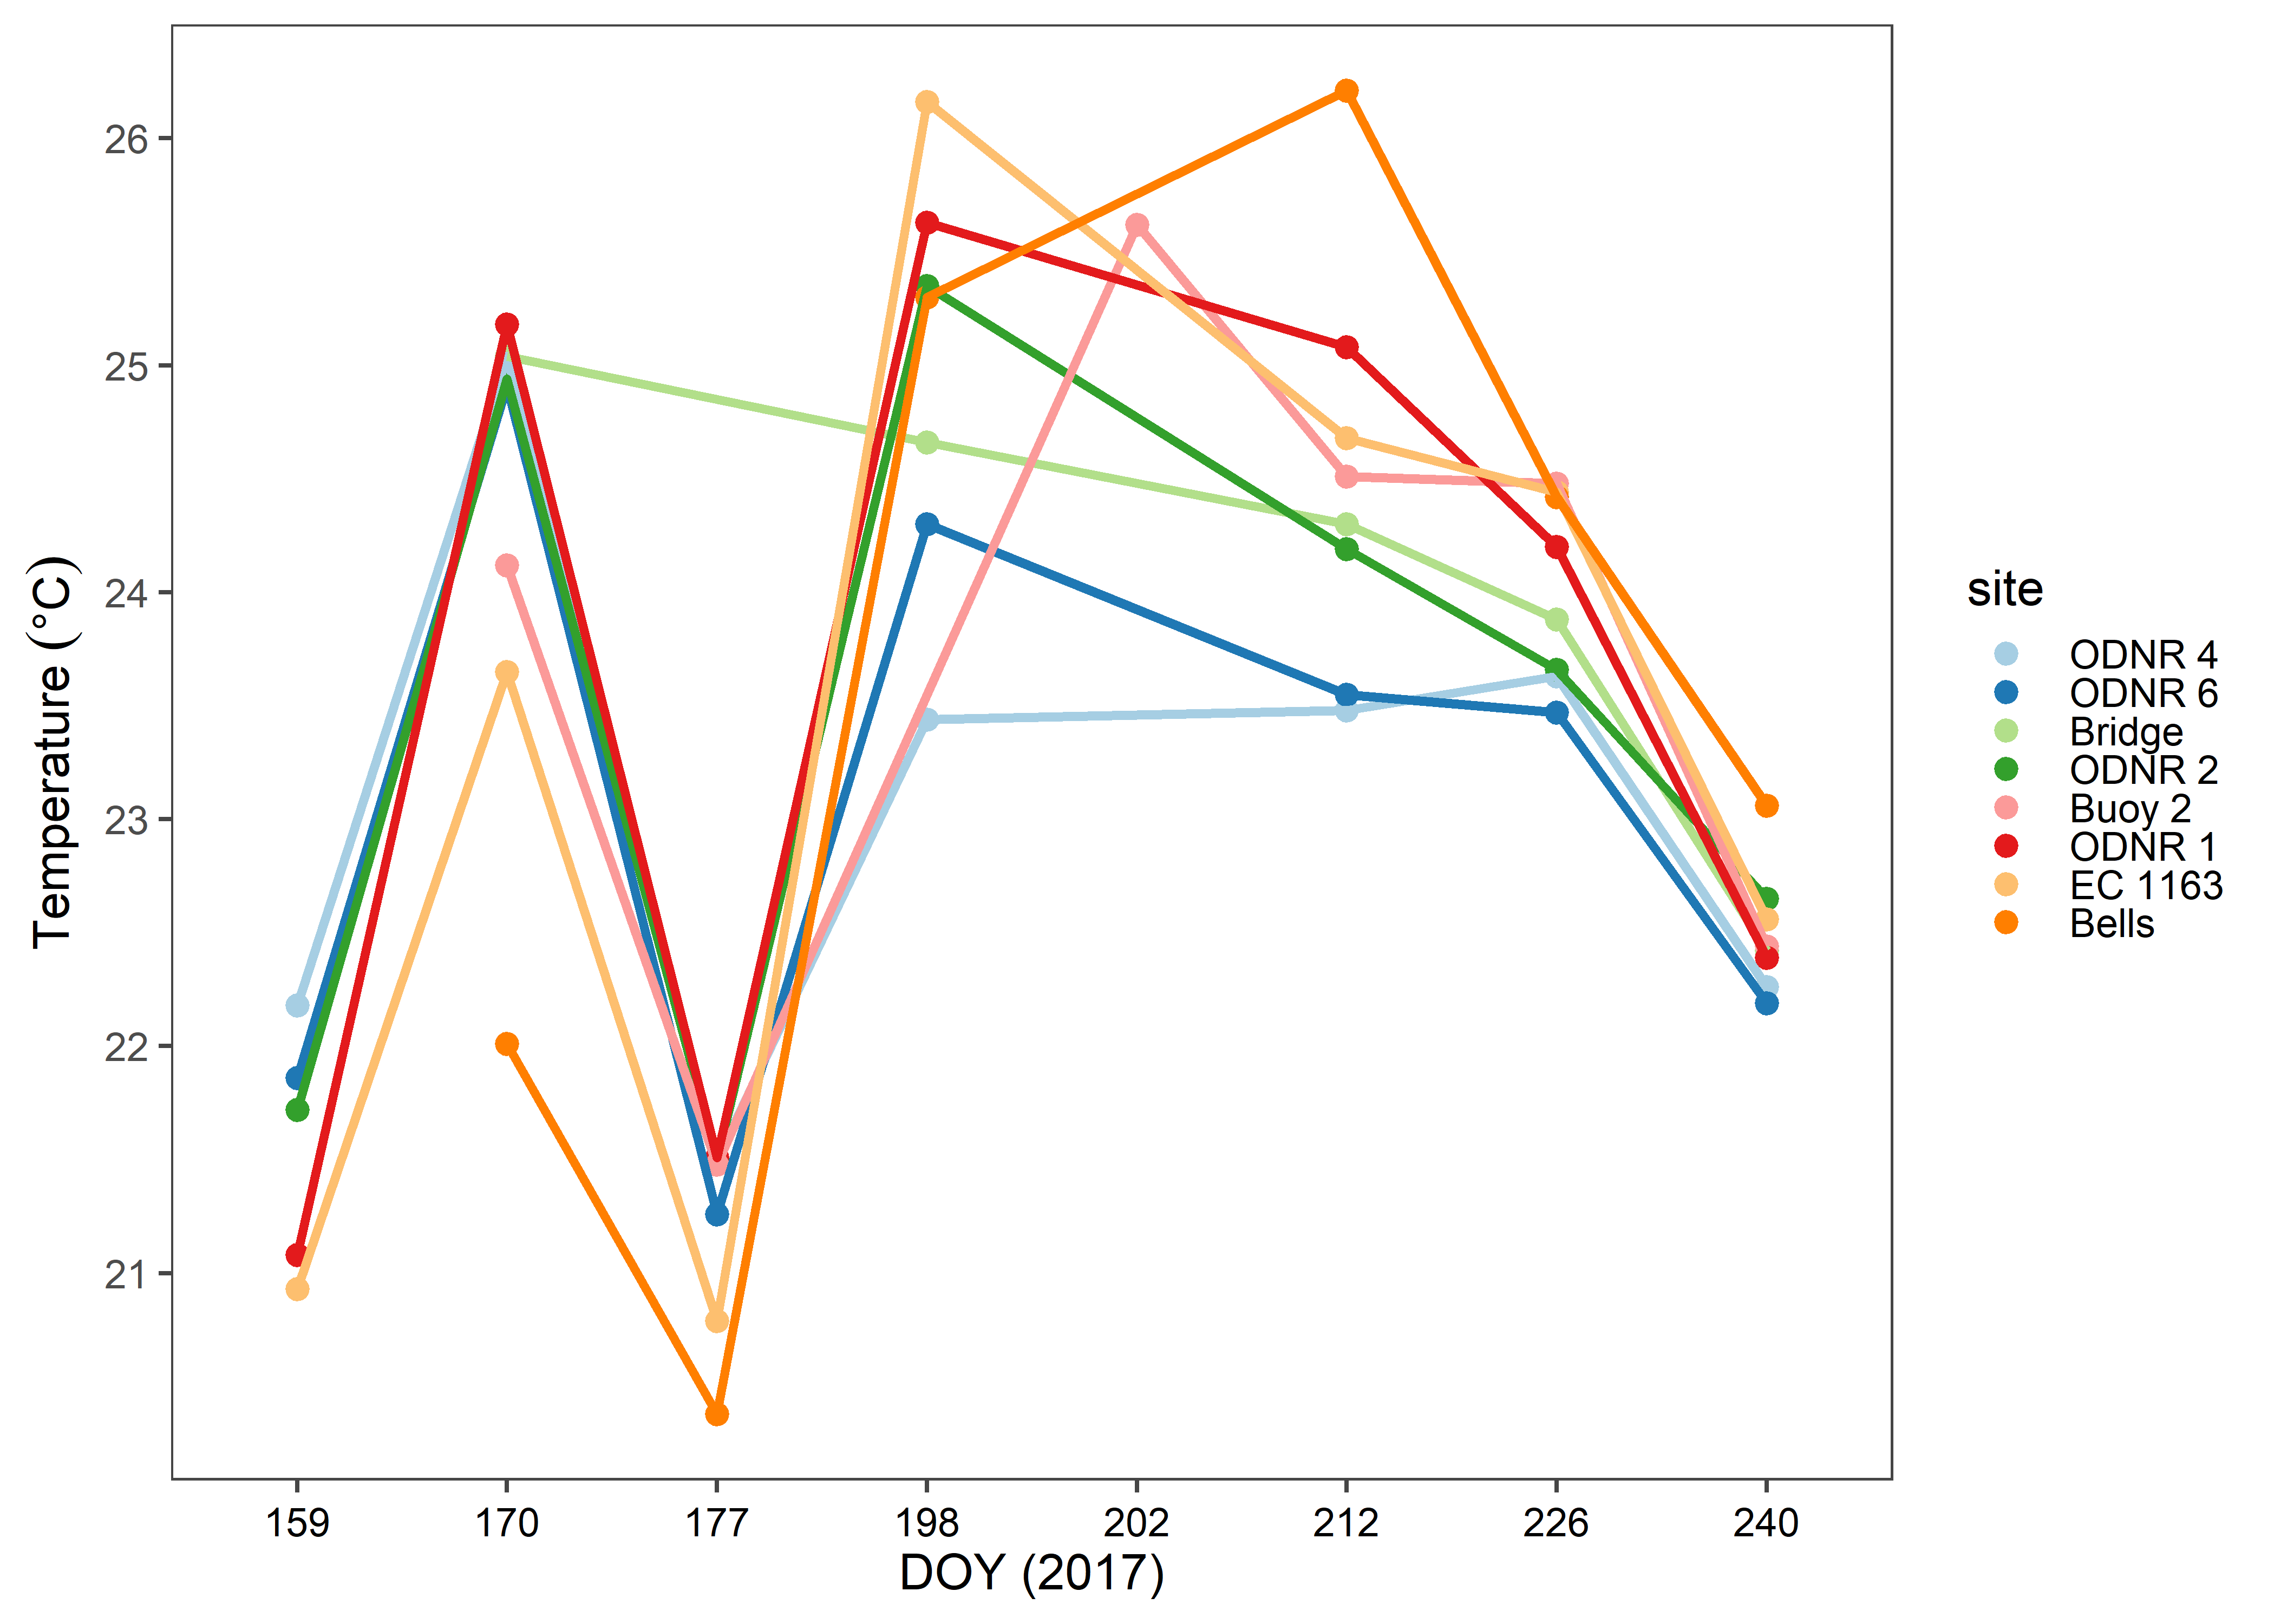 26
25
24
23
22
21
Temperature (°C)
159 170 177 198 202 212 226 240
DOY (2017)
site
ODNR 4
ODNR 6
Bridge
ODNR 2
Buoy 2
ODNR 1
EC 1163
Bells